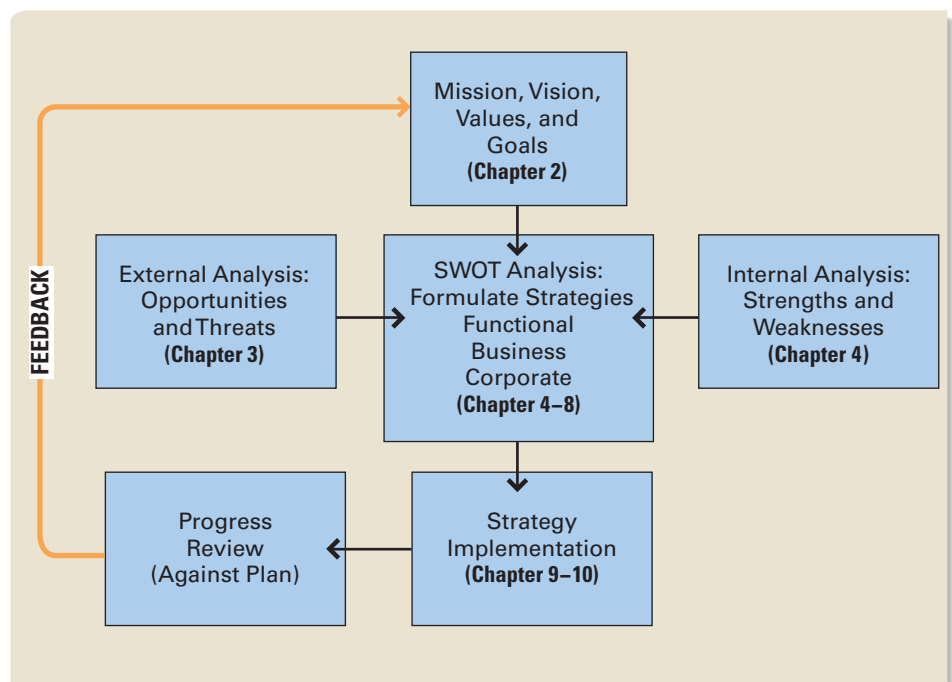 Mission, Vision,
Values, and
Goals
(Chapter 2)
External Analysis:
Opportunities
and Threats
(Chapter 3)
SWOT Analysis:
Formulate Strategies
Functional
Business
Corporate
(Chapter 4–8)
Internal Analysis:
Strengths and
Weaknesses
(Chapter 4)
FEEDBACK
Progress
Review
(Against Plan)
Strategy
Implementation
(Chapter 9–10)